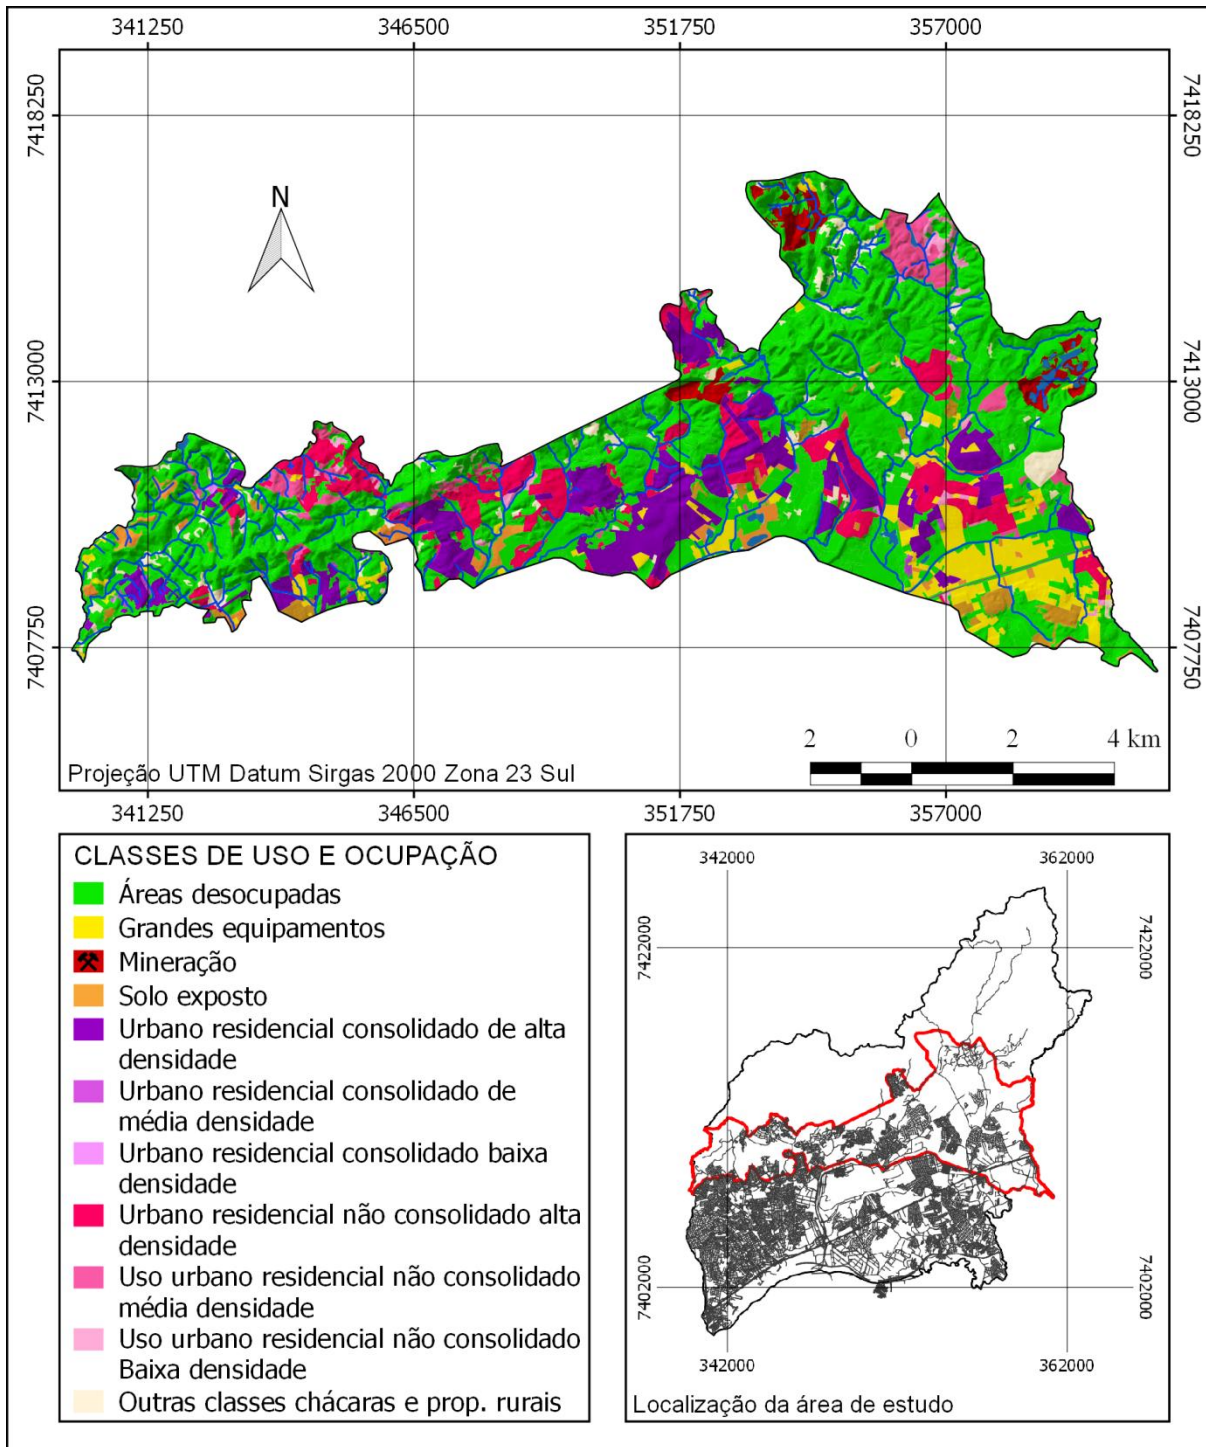 341250 346500 351750 357000
7418250 7418250
N
7413000 7413000
7407750 7407750
2 0 2 4 km
Projeção UTM Datum Sirgas 2000 Zona 23 Sul
341250 346500 351750 357000
CLASSES DE USO E OCUPAÇÃO
Áreas desocupadas
Grandes equipamentos
Mineração
Solo exposto
Urbano residencial consolidado de alta
densidade
Urbano residencial consolidado de
média densidade
Urbano residencial consolidado baixa
densidade
Urbano residencial não consolidado alta
densidade
Uso urbano residencial não consolidado
média densidade
Uso urbano residencial não consolidado
Baixa densidade
Outras classes chácaras e prop. rurais
342000 362000
7422000 7422000
7402000 7402000
342000 362000
Localização da área de estudo